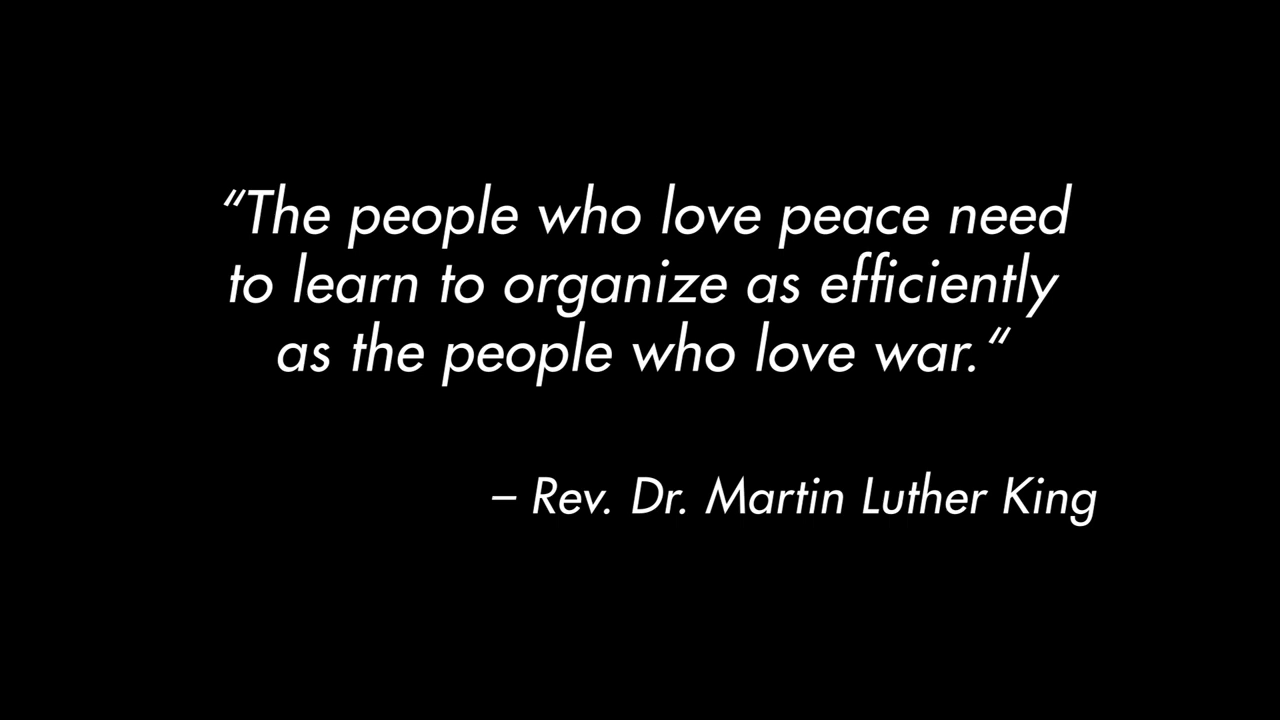 “The people who love peace need
to learn to organize as efficiently
as the people who love war.“
– Rev. Dr. Martin Luther King